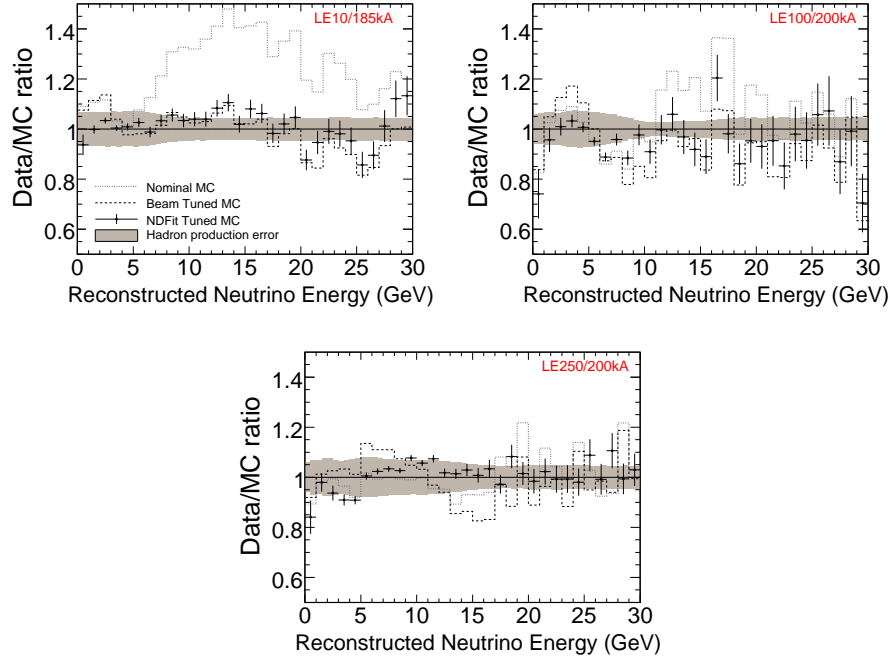 LE10/185kA
Data/MC ratio
1.4
1.2
1
0.8
0.6
Nominal MC
Beam Tuned MC
NDFit Tuned MC
Hadron production error
0 5 10 15 20 25 30
Reconstructed Neutrino Energy (GeV)
LE100/200kA
Data/MC ratio
1.4
1.2
1
0.8
0.6
0 5 10 15 20 25 30
Reconstructed Neutrino Energy (GeV)
LE250/200kA
Data/MC ratio
1.4
1.2
1
0.8
0.6
0 5 10 15 20 25 30
Reconstructed Neutrino Energy (GeV)